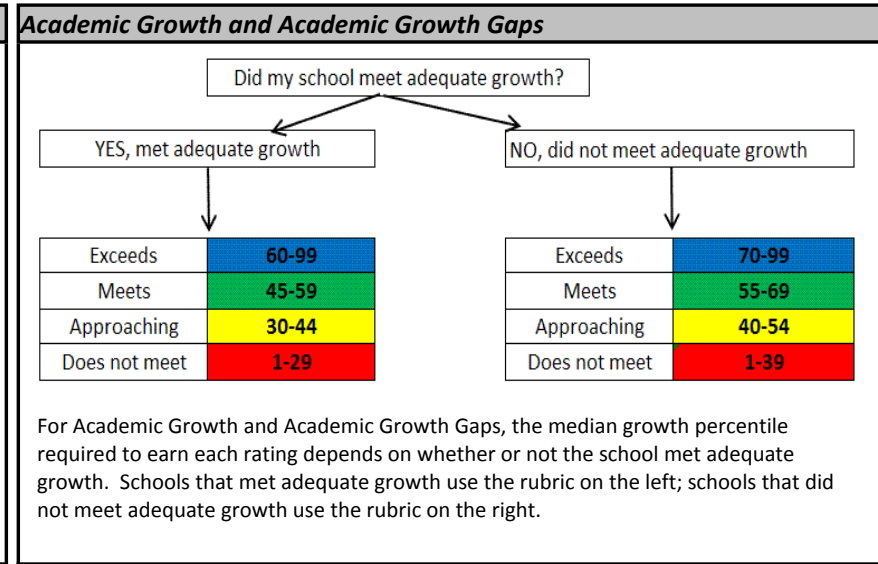 Academic Growth and Academic Growth Gaps
Did my school meet adequate growth?
YES, met adequate growth
NO, did not meet adequate growth
Exceeds 60-99
Meets 45-59
Approaching 30-44
Does not meet 1-29
Exceeds 70-99
Meets 55-69
Approaching 40-54
Does not meet 1-39
For Academic Growth and Academic Growth Gaps, the median growth percentile
required to earn each rating depends on whether or not the school met adequate
growth.  Schools that met adequate growth use the rubric on the left; schools that did
not meet adequate growth use the rubric on the right.